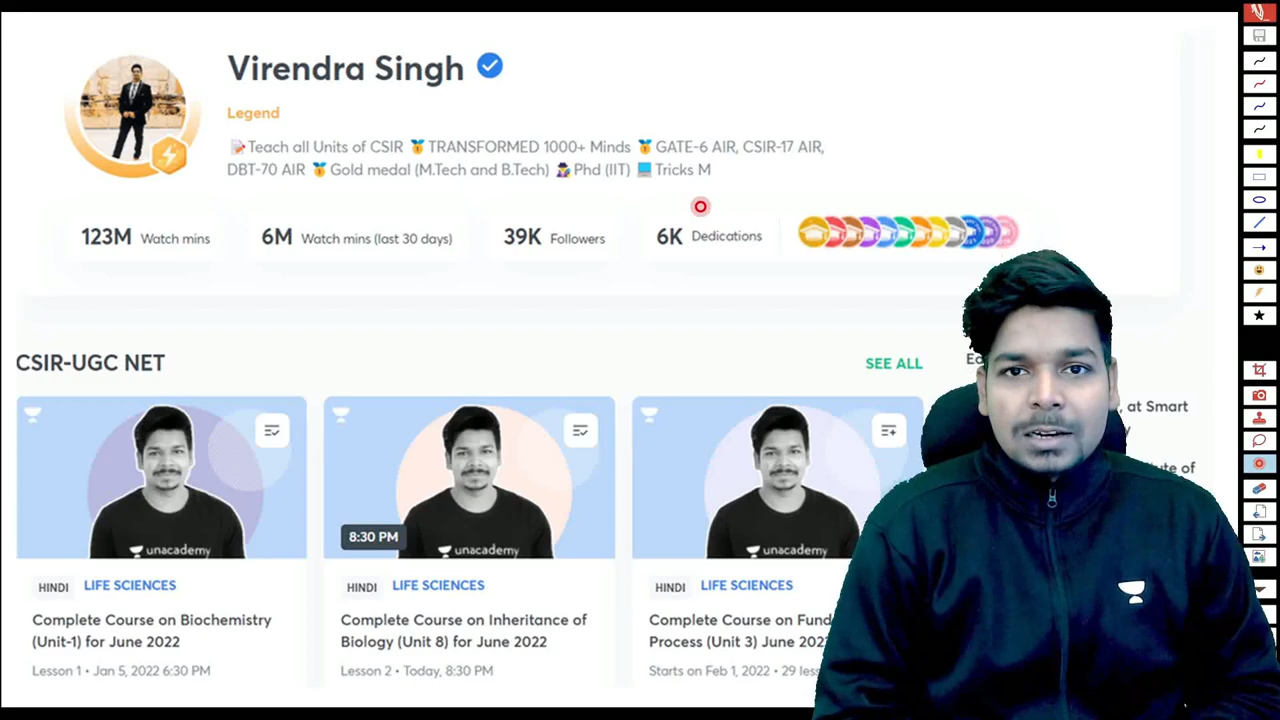 Virendra Singh
Legend
📝Teach all Units of CSIR 🥇TRANSFORMED 1000+ Minds 🥇GATE-6 AIR, CSIR-17 AIR,
DBT-70 AIR 🥇Gold medal (M.Tech and B.Tech) 👨‍🎓Phd (IIT) 💻Tricks M
123M Watch mins
6M Watch mins (last 30 days)
39K Followers
6K Dedications
CSIR-UGC NET
SEE ALL
, at Smart
unacademy
8:30 PM
unacademy
unacademy
HINDI LIFE SCIENCES
Complete Course on Biochemistry
(Unit-1) for June 2022
Lesson 1 • Jan 5, 2022 6:30 PM
HINDI LIFE SCIENCES
Complete Course on Inheritance of
Biology (Unit 8) for June 2022
Lesson 2 • Today, 8:30 PM
HINDI LIFE SCIENCES
Complete Course on Fund
Process (Unit 3) June 202
Starts on Feb 1, 2022 • 29 less